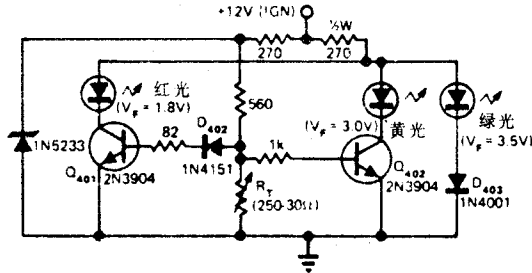 +12V (IGN)
½W
270
270
红光
(V_F = 1.8V)
560
D402
82
1N5233
1N4151
1k
Q401
2N3904
R_T
(250-30Ω)
(V_F = 3.0V)
黄光
Q402
2N3904
绿光
(V_F = 3.5V)
D403
1N4001